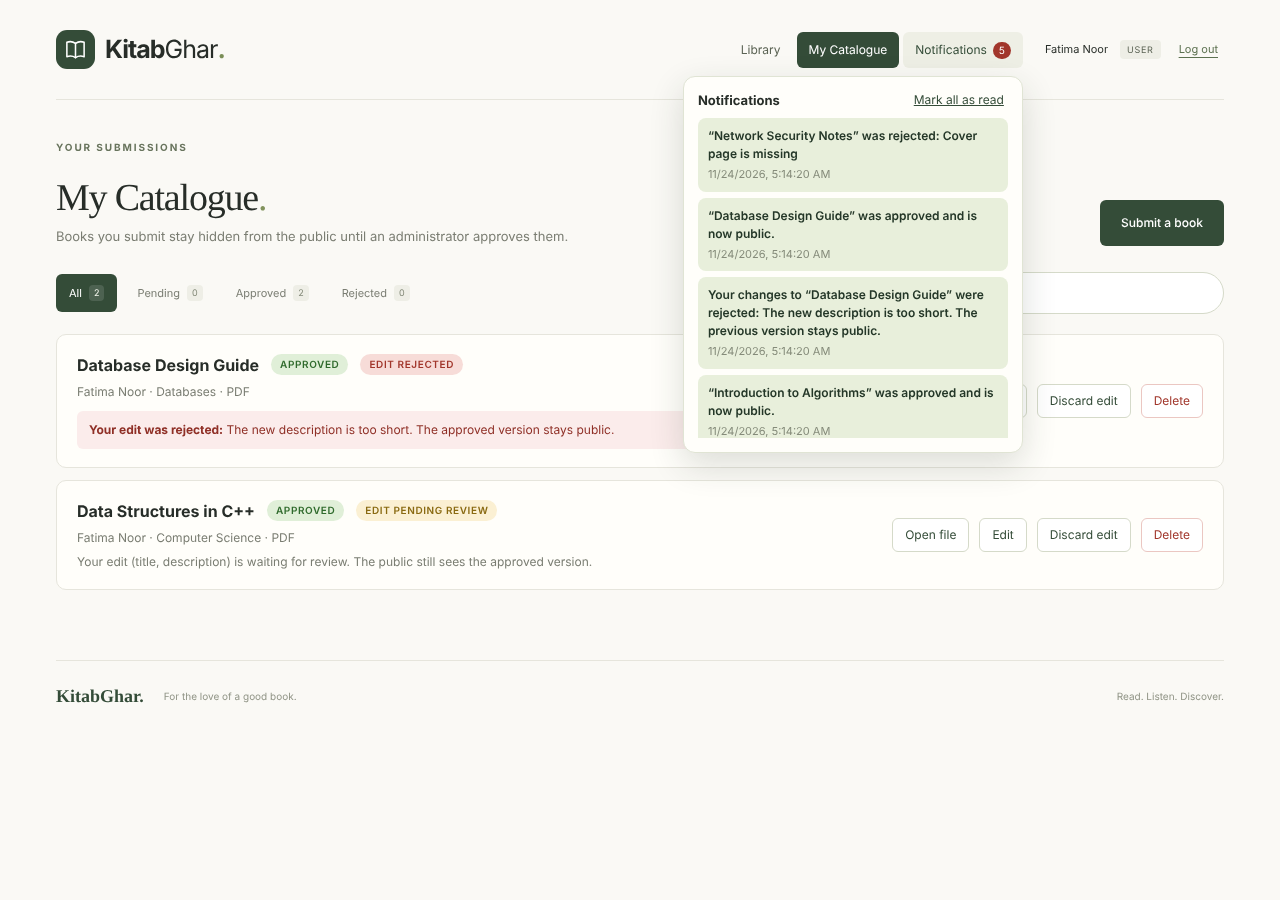 KitabGhar.
Library
My Catalogue
Notifications 5
Fatima Noor
USER
Log out
Notifications
Mark all as read
“Network Security Notes” was rejected: Cover
page is missing
11/24/2026, 5:14:20 AM
“Database Design Guide” was approved and is
now public.
11/24/2026, 5:14:20 AM
Your changes to “Database Design Guide” were
rejected: The new description is too short. The
previous version stays public.
11/24/2026, 5:14:20 AM
“Introduction to Algorithms” was approved and is
now public.
11/24/2026, 5:14:20 AM
YOUR SUBMISSIONS
My Catalogue.
Books you submit stay hidden from the public until an administrator approves them.
Submit a book
All 2
Pending 0
Approved 2
Rejected 0
Database Design Guide
APPROVED
EDIT REJECTED
Fatima Noor · Databases · PDF
Your edit was rejected: The new description is too short. The approved version stays public.
Discard edit
Delete
Data Structures in C++
APPROVED
EDIT PENDING REVIEW
Fatima Noor · Computer Science · PDF
Your edit (title, description) is waiting for review. The public still sees the approved version.
Open file
Edit
Discard edit
Delete
KitabGhar.
For the love of a good book.
Read. Listen. Discover.